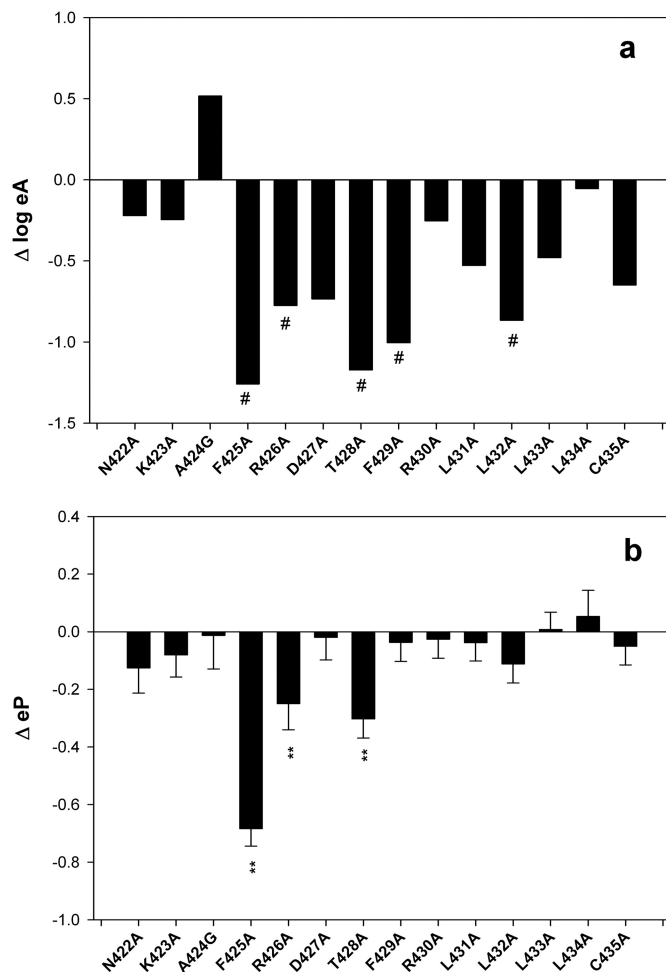 a
Δ log eA
1.0
0.5
0.0
-0.5
-1.0
-1.5
# # # # #
N422A K423A A424G F425A R426A D427A T428A F429A R430A L431A L432A L433A L434A C435A
b
Δ eP
0.4
0.2
0.0
-0.2
-0.4
-0.6
-0.8
-1.0
** ** **
N422A K423A A424G F425A R426A D427A T428A F429A R430A L431A L432A L433A L434A C435A